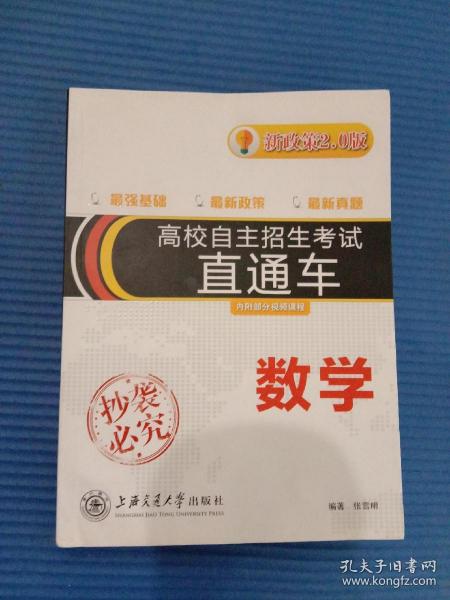 新政策2.0版
最强基础 最新政策 最新真题
高校自主招生考试
直通车
内附部分视频课程
数学
抄袭
必究
上海交通大学出版社
SHANGHAI JIAO TONG UNIVERSITY PRESS
编著 张雪明
孔夫子旧书网
www.kongfz.com